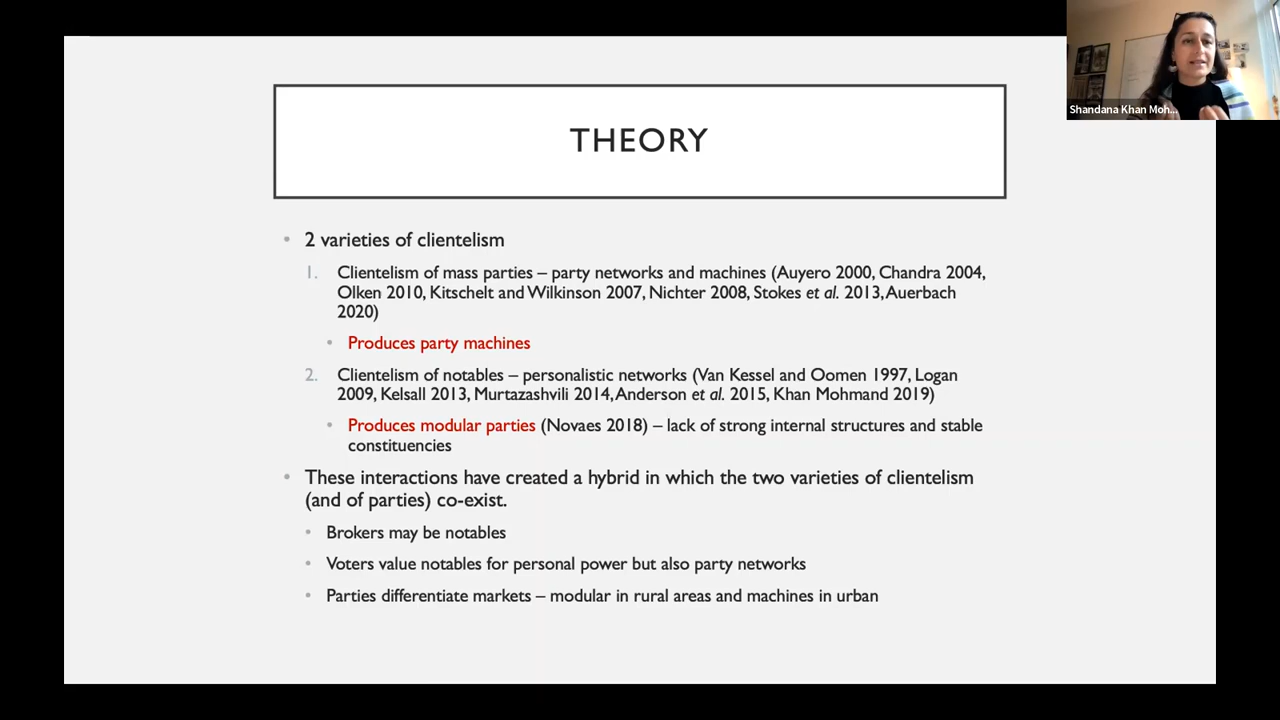 Shandana Khan Moh...
THEORY
• 2 varieties of clientelism
1. Clientelism of mass parties – party networks and machines (Auyero 2000, Chandra 2004,
Olken 2010, Kitschelt and Wilkinson 2007, Nichter 2008, Stokes et al. 2013, Auerbach
2020)
• Produces party machines
2. Clientelism of notables – personalistic networks (Van Kessel and Oomen 1997, Logan
2009, Kelsall 2013, Murtazashvili 2014, Anderson et al. 2015, Khan Mohmand 2019)
• Produces modular parties (Novaes 2018) – lack of strong internal structures and stable
constituencies
• These interactions have created a hybrid in which the two varieties of clientelism
(and of parties) co-exist.
• Brokers may be notables
• Voters value notables for personal power but also party networks
• Parties differentiate markets – modular in rural areas and machines in urban